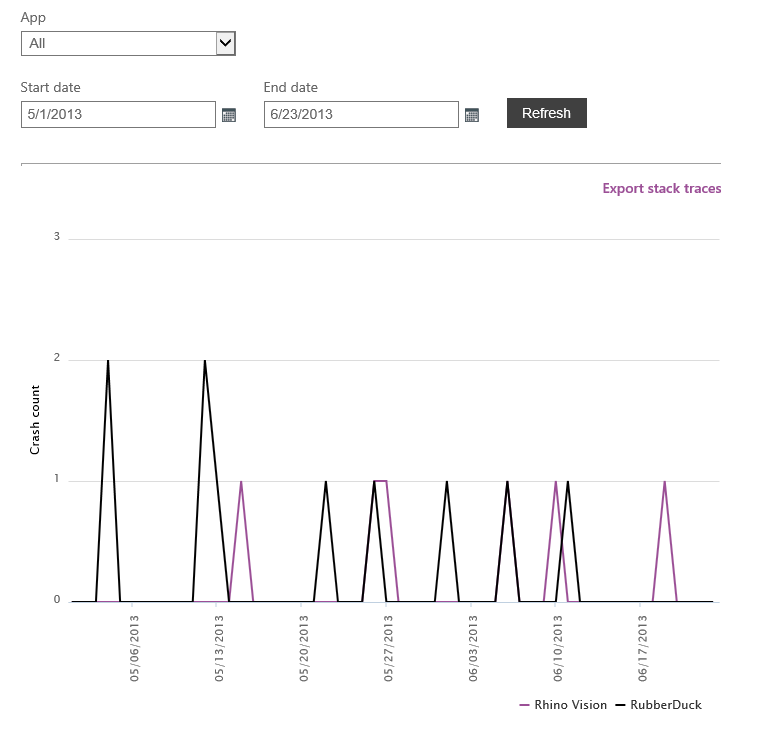 App
All
Start date
End date
5/1/2013
6/23/2013
Refresh
Export stack traces
3
2
1
0
Crash count
05/06/2013
05/13/2013
05/20/2013
05/27/2013
06/03/2013
06/10/2013
06/17/2013
Rhino Vision
RubberDuck